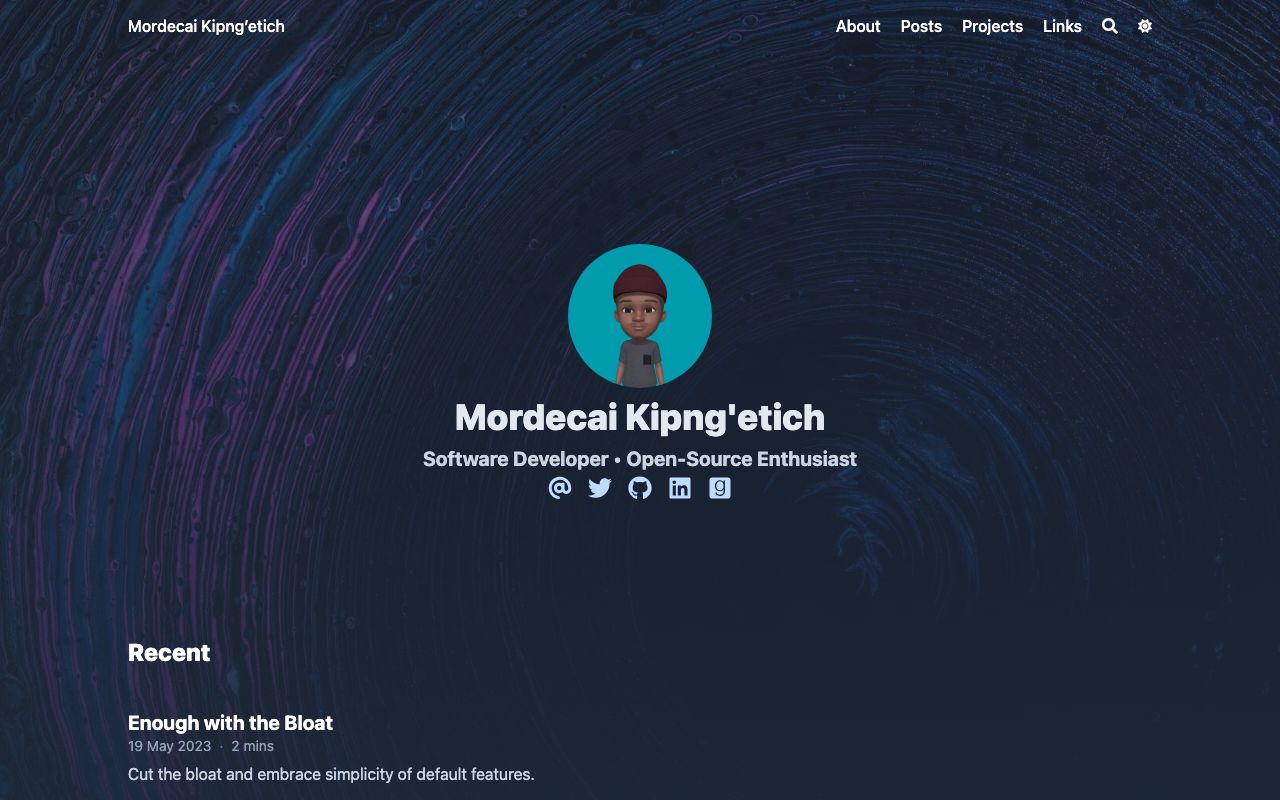 Mordecai Kipng’etich About Posts Projects Links
Mordecai Kipng'etich
Software Developer • Open-Source Enthusiast
Recent
Enough with the Bloat
19 May 2023 · 2 mins
Cut the bloat and embrace simplicity of default features.